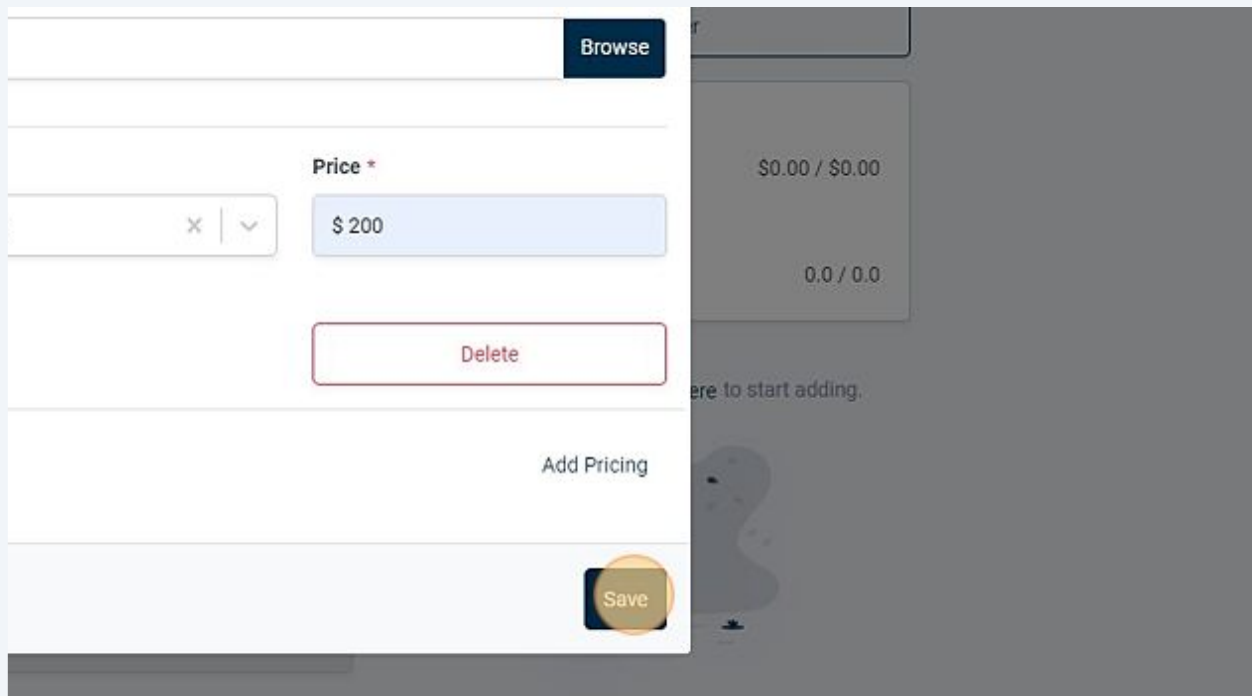 Browse
Price *
$0.00 / $0.00
$ 200
0.0 / 0.0
Delete
ere to start adding.
Add Pricing
Save